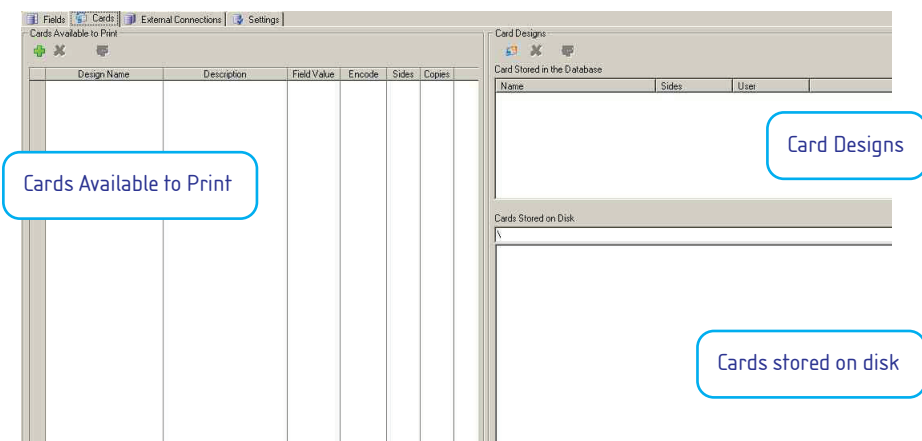 Fields Cards External Connections Settings
Cards Available to Print
Design Name Description Field Value Encode Sides Copies
Cards Available to Print
Card Designs
Card Stored in the Database
Name Sides User
Card Designs
Cards Stored on Disk
\
Cards stored on disk